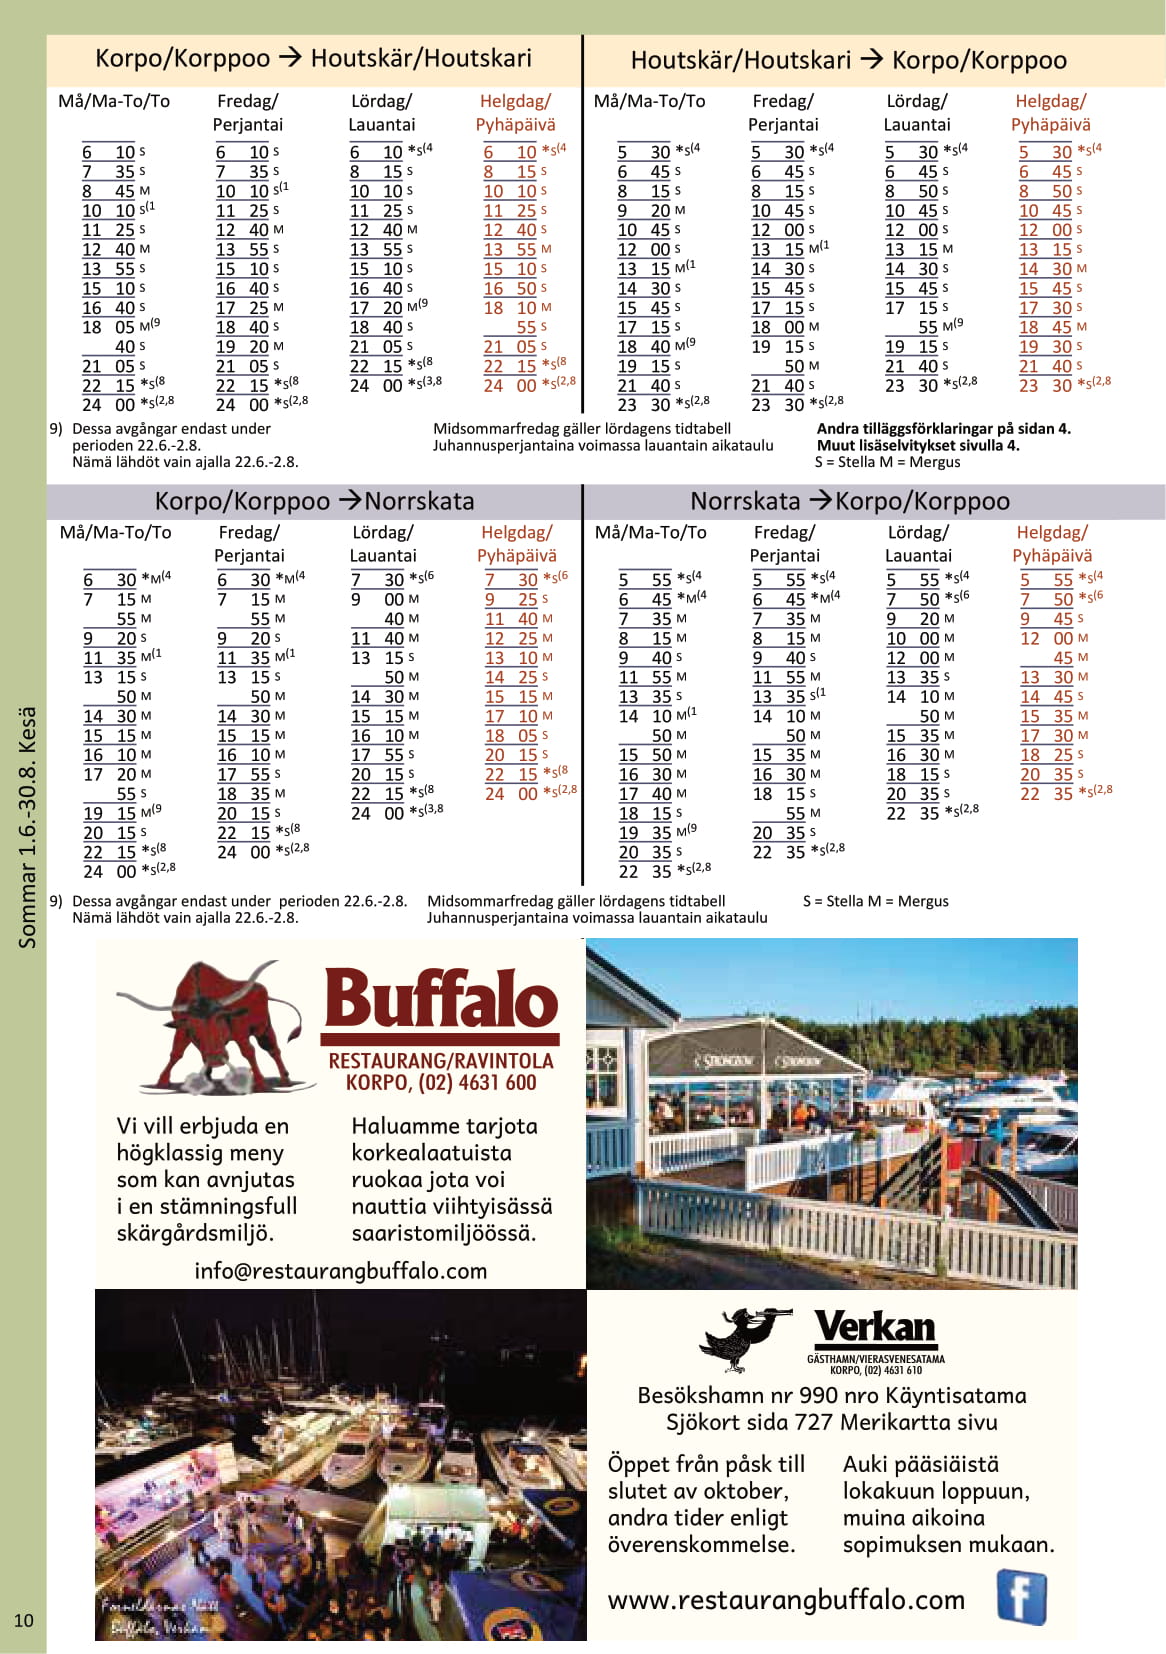 Korpo/Korppoo → Houtskär/Houtskari
Må/Ma-To/To Fredag/ Lördag/ Helgdag/
Perjantai Lauantai Pyhäpäivä
6 10 S 6 10 S 6 10 *S(4 6 10 *S(4
7 35 S 7 35 S 8 15 S 8 15 S
8 45 M 10 10 S(1 10 10 S 10 10 S
10 10 S(1 11 25 S 11 25 S 11 25 S
11 25 S 12 40 M 12 40 M 12 40 S
12 40 M 13 55 S 13 55 S 13 55 M
13 55 S 15 10 S 15 10 S 15 10 S
15 10 S 16 40 S 16 40 S 16 50 S
16 40 S 17 25 M 17 20 M(9 18 10 M
18 05 M(9 18 40 S 18 40 S 55 S
40 S 19 20 M 21 05 S 21 05 S
21 05 S 21 05 S 22 15 *S(8 22 15 *S(8
22 15 *S(8 22 15 *S(8 24 00 *S(3,8 24 00 *S(2,8
24 00 *S(2,8 24 00 *S(2,8
Houtskär/Houtskari → Korpo/Korppoo
Må/Ma-To/To Fredag/ Lördag/ Helgdag/
Perjantai Lauantai Pyhäpäivä
5 30 *S(4 5 30 *S(4 5 30 *S(4 5 30 *S(4
6 45 S 6 45 S 6 45 S 6 45 S
8 15 S 8 15 S 8 50 S 8 50 S
9 20 M 10 45 S 10 45 S 10 45 S
10 45 S 12 00 S 12 00 S 12 00 S
12 00 S 13 15 M(1 13 15 M 13 15 S
13 15 M(1 14 30 S 14 30 S 14 30 M
14 30 S 15 45 S 15 45 S 15 45 S
15 45 S 17 15 S 17 15 S 17 30 S
17 15 S 18 00 M 55 M(9 18 45 M
18 40 M(9 19 15 S 19 15 S 19 30 S
19 15 S 50 M 21 40 S 21 40 S
21 40 S 21 40 S 23 30 *S(2,8 23 30 *S(2,8
23 30 *S(2,8 23 30 *S(2,8
9) Dessa avgångar endast under
perioden 22.6.-2.8.
Nämä lähdöt vain ajalla 22.6.-2.8.
Midsommarfredag gäller lördagens tidtabell
Juhannusperjantaina voimassa lauantain aikataulu
Andra tilläggsförklaringar på sidan 4.
Muut lisäselvitykset sivulla 4.
S = Stella M = Mergus
Korpo/Korppoo →Norrskata
Må/Ma-To/To Fredag/ Lördag/ Helgdag/
Perjantai Lauantai Pyhäpäivä
6 30 *M(4 6 30 *M(4 7 30 *S(6 7 30 *S(6
7 15 M 7 15 M 9 00 M 9 25 S
55 M 55 M 40 M 11 40 M
9 20 S 9 20 S 11 40 M 12 25 M
11 35 M(1 11 35 M(1 13 15 S 13 10 M
13 15 S 13 15 S 50 M 14 25 S
50 M 50 M 14 30 M 15 15 M
14 30 M 14 30 M 15 15 M 17 10 M
15 15 M 15 15 M 16 10 M 18 05 S
16 10 M 16 10 M 17 55 S 20 15 S
17 20 M 17 55 S 20 15 S 22 15 *S(8
55 S 18 35 M 22 15 *S(8 24 00 *S(2,8
19 15 M(9 20 15 S 24 00 *S(3,8
20 15 S 22 15 *S(8
22 15 *S(8 24 00 *S(2,8
24 00 *S(2,8
Norrskata →Korpo/Korppoo
Må/Ma-To/To Fredag/ Lördag/ Helgdag/
Perjantai Lauantai Pyhäpäivä
5 55 *S(4 5 55 *S(4 5 55 *S(4 5 55 *S(4
6 45 *M(4 6 45 *M(4 7 50 *S(6 7 50 *S(6
7 35 M 7 35 M 9 20 M 9 45 S
8 15 M 8 15 M 10 00 M 12 00 M
9 40 S 9 40 S 12 00 M 45 M
11 55 M 11 55 M 13 35 S 13 30 M
13 35 S 13 35 S(1 14 10 M 14 45 S
14 10 M(1 14 10 M 50 M 15 35 M
50 M 50 M 15 35 M 17 30 M
15 50 M 15 35 M 16 30 M 18 25 S
16 30 M 16 30 M 18 15 S 20 35 S
17 40 M 18 15 S 20 35 S 22 35 *S(2,8
18 15 S 55 M 22 35 *S(2,8
19 35 M(9 20 35 S
20 35 S 22 35 *S(2,8
22 35 *S(2,8
9) Dessa avgångar endast under perioden 22.6.-2.8.
Nämä lähdöt vain ajalla 22.6.-2.8.
Midsommarfredag gäller lördagens tidtabell
Juhannusperjantaina voimassa lauantain aikataulu
S = Stella M = Mergus
Sommar 1.6.-30.8. Kesä
Buffalo
RESTAURANG/RAVINTOLA
KORPO, (02) 4631 600
Vi vill erbjuda en
högklassig meny
som kan avnjutas
i en stämningsfull
skärgårdsmiljö.
Haluamme tarjota
korkealaatuista
ruokaa jota voi
nauttia viihtyisässä
saaristomiljöössä.
info@restaurangbuffalo.com
STRONGBOW STRONGBOW
Verkan
GÄSTHAMN/VIERASVENESATAMA
KORPO, (02) 4631 610
Besökshamn nr 990 nro Käyntisatama
Sjökort sida 727 Merikartta sivu
Öppet från påsk till
slutet av oktober,
andra tider enligt
överenskommelse.
Auki pääsiäistä
lokakuun loppuun,
muina aikoina
sopimuksen mukaan.
www.restaurangbuffalo.com
f
Forneldarnas Natt
Buffalo, Verkan
10